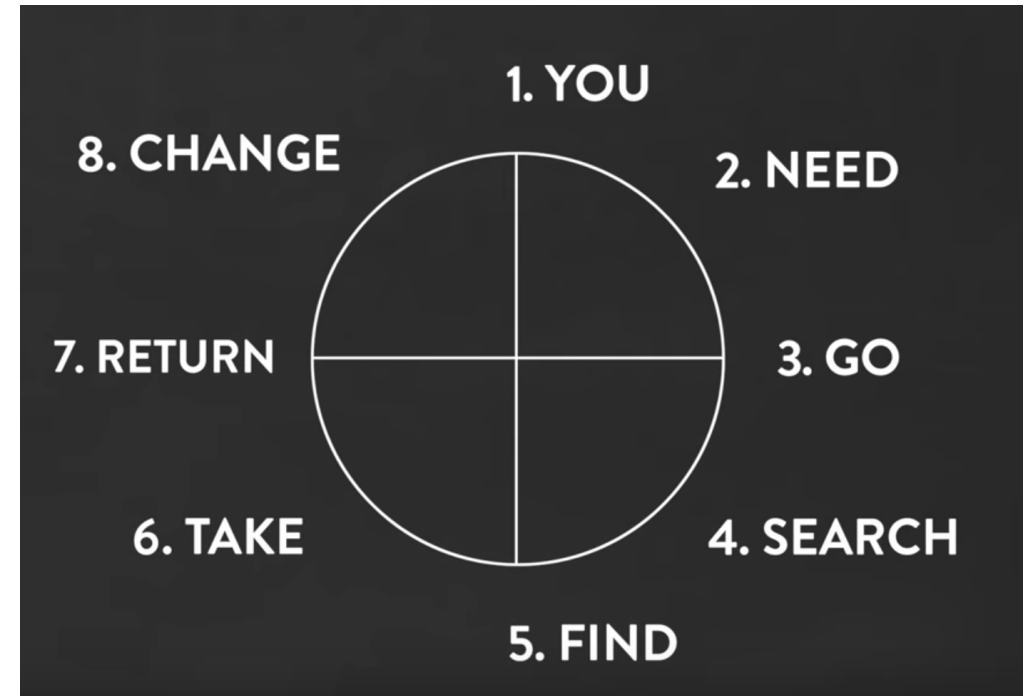 1. YOU
2. NEED
3. GO
4. SEARCH
5. FIND
6. TAKE
7. RETURN
8. CHANGE